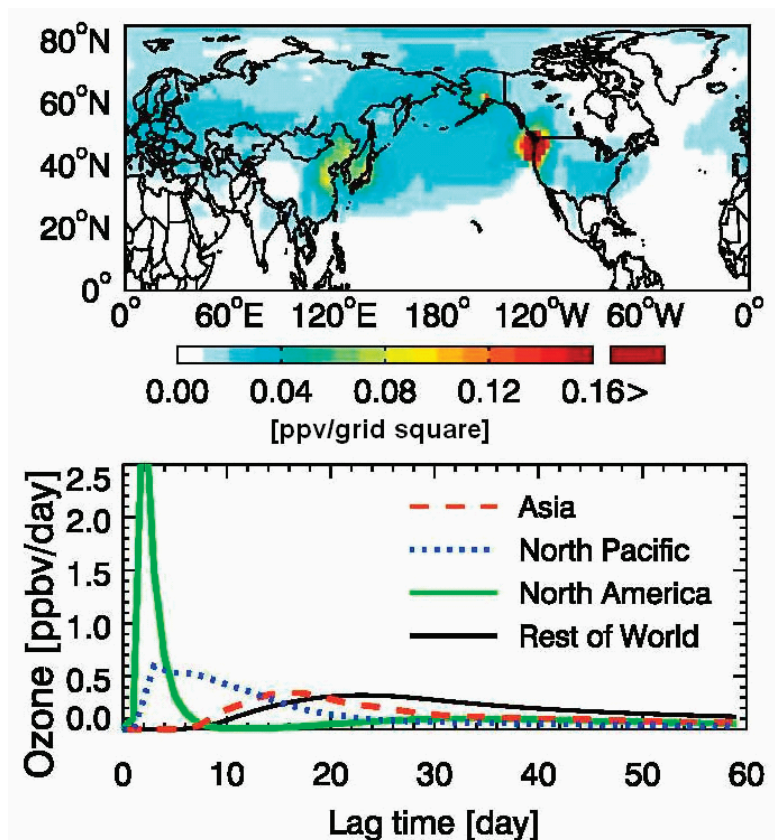 80°N
60°N
40°N
20°N
0°
0° 60°E 120°E 180° 120°W 60°W 0°
0.00 0.04 0.08 0.12 0.16>
[ppv/grid square]
Ozone [ppbv/day]
2.5
2.0
1.5
1.0
0.5
0.0
Asia
North Pacific
North America
Rest of World
0 10 20 30 40 50 60
Lag time [day]